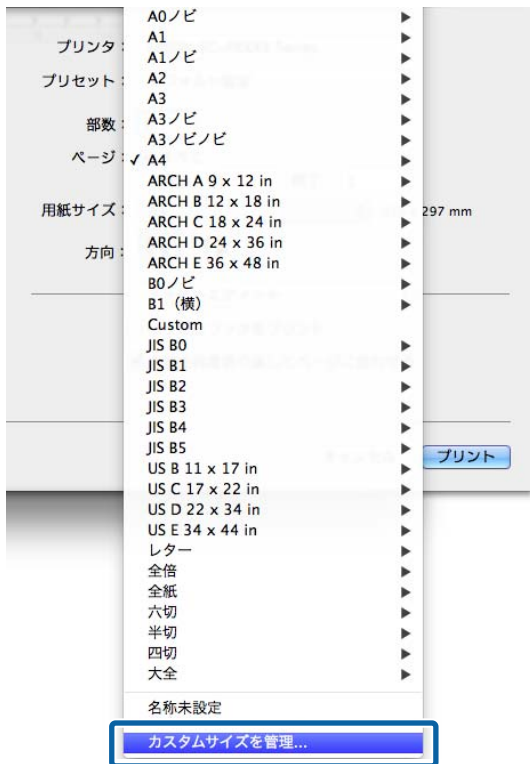 A0ノビ
プリンタ：
A1
A1ノビ
プリセット：
A2
A3
部数：
A3ノビ
A3ノビノビ
ページ：
✓ A4
ARCH A 9 x 12 in
用紙サイズ：
ARCH B 12 x 18 in
297 mm
ARCH C 18 x 24 in
ARCH D 24 x 36 in
方向：
ARCH E 36 x 48 in
B0ノビ
B1（横）
Custom
JIS B0
JIS B1
JIS B2
JIS B3
JIS B4
JIS B5
プリント
US B 11 x 17 in
US C 17 x 22 in
US D 22 x 34 in
US E 34 x 44 in
レター
全倍
全紙
六切
半切
四切
大全
名称未設定
カスタムサイズを管理...